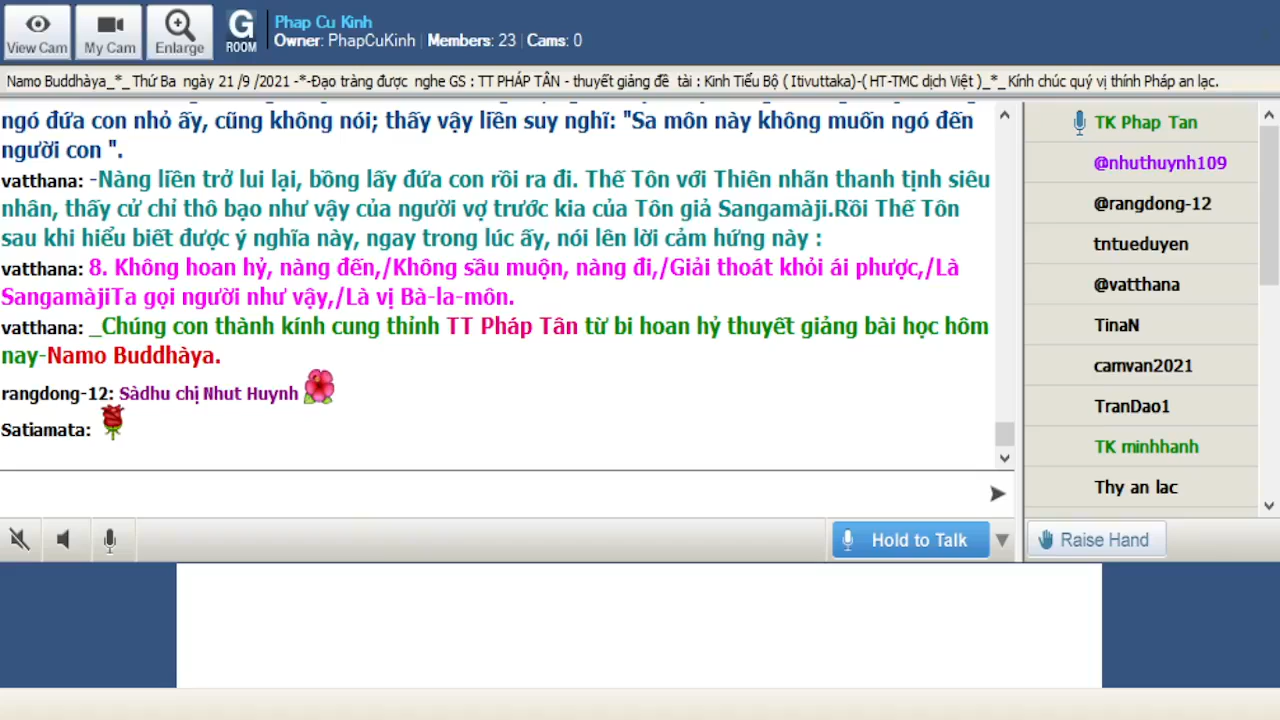 View Cam
My Cam
Enlarge
G
ROOM
Phap Cu Kinh
Owner: PhapCuKinh | Members: 23 | Cams: 0
Namo Buddhàya_*_ Thứ Ba ngày 21 /9 /2021 -*-Đạo tràng được nghe GS : TT PHÁP TÂN - thuyết giảng đề tài : Kinh Tiểu Bộ ( Itivuttaka)-( HT-TMC dịch Việt )_*_ Kính chúc quý vị thính Pháp an lạc.
ngó đứa con nhỏ ấy, cũng không nói; thấy vậy liền suy nghĩ: "Sa môn này không muốn ngó đến
người con ".
vatthana: -Nàng liền trở lui lại, bồng lấy đứa con rồi ra đi. Thế Tôn với Thiên nhãn thanh tịnh siêu
nhân, thấy cử chỉ thô bạo như vậy của người vợ trước kia của Tôn giả Sangamàji.Rồi Thế Tôn
sau khi hiểu biết được ý nghĩa này, ngay trong lúc ấy, nói lên lời cảm hứng này :
vatthana: 8. Không hoan hỷ, nàng đến,/Không sầu muộn, nàng đi,/Giải thoát khỏi ái phược,/Là
SangamàjiTa gọi người như vậy,/Là vị Bà-la-môn.
vatthana: _Chúng con thành kính cung thỉnh TT Pháp Tân từ bi hoan hỷ thuyết giảng bài học hôm
nay-Namo Buddhàya.
rangdong-12: Sàdhu chị Nhut Huynh
Satiamata:
TK Phap Tan
@nhuthuynh109
@rangdong-12
tntueduyen
@vatthana
TinaN
camvan2021
TranDao1
TK minhhanh
Thy an lac
Hold to Talk
Raise Hand